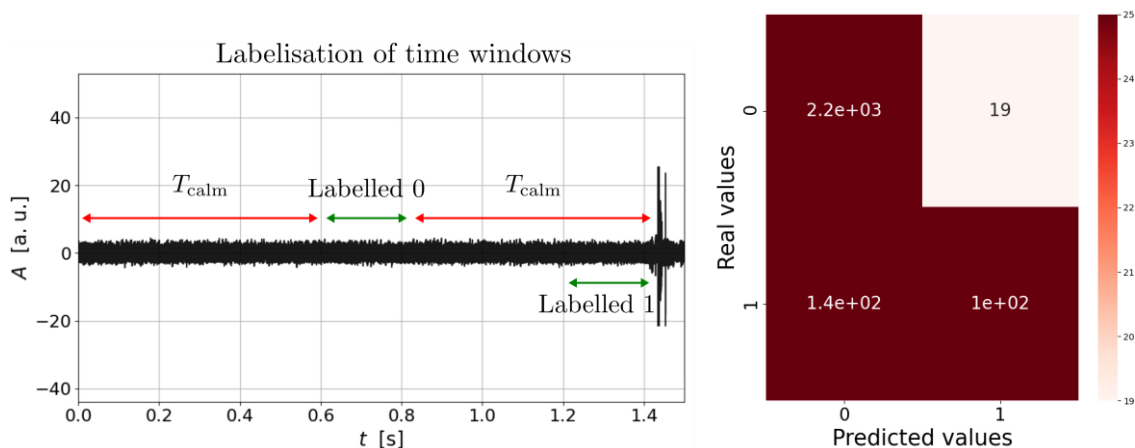 Labelisation of time windows
A [a. u.]
40
20
0
−20
−40
T_calm
Labelled 0
T_calm
Labelled 1
0.0 0.2 0.4 0.6 0.8 1.0 1.2 1.4
t [s]
Real values
0
1
2.2e+03 19
1.4e+02 1e+02
0 1
Predicted values
25
24
23
22
21
20
19